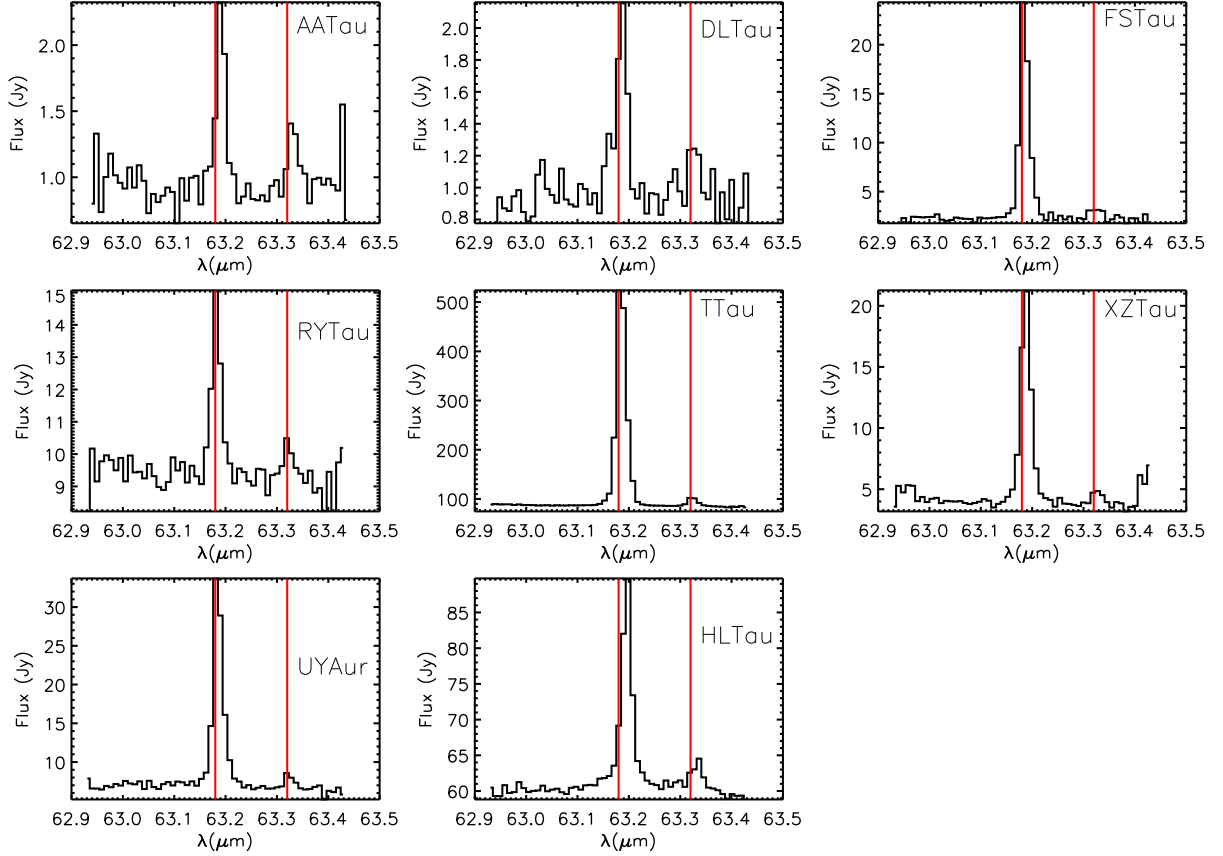 AATau
2.0
1.5
1.0
Flux (Jy)
62.9 63.0 63.1 63.2 63.3 63.4 63.5
λ(μm)
DLTau
2.0
1.8
1.6
1.4
1.2
1.0
0.8
Flux (Jy)
62.9 63.0 63.1 63.2 63.3 63.4 63.5
λ(μm)
FSTau
20
15
10
5
Flux (Jy)
62.9 63.0 63.1 63.2 63.3 63.4 63.5
λ(μm)
RYTau
15
14
13
12
11
10
9
Flux (Jy)
62.9 63.0 63.1 63.2 63.3 63.4 63.5
λ(μm)
TTau
500
400
300
200
100
Flux (Jy)
62.9 63.0 63.1 63.2 63.3 63.4 63.5
λ(μm)
XZTau
20
15
10
5
Flux (Jy)
62.9 63.0 63.1 63.2 63.3 63.4 63.5
λ(μm)
UYAur
30
25
20
15
10
Flux (Jy)
62.9 63.0 63.1 63.2 63.3 63.4 63.5
λ(μm)
HLTau
85
80
75
70
65
60
Flux (Jy)
62.9 63.0 63.1 63.2 63.3 63.4 63.5
λ(μm)